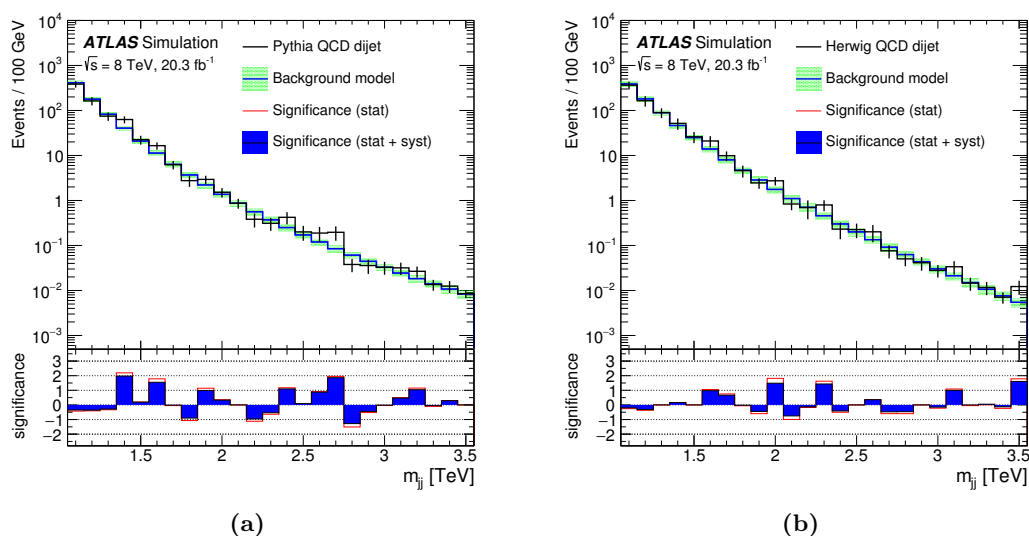 Events / 100 GeV
10⁴
10³
10²
10
1
10⁻¹
10⁻²
10⁻³
ATLAS Simulation
√s = 8 TeV, 20.3 fb⁻¹
Pythia QCD dijet
Background model
Significance (stat)
Significance (stat + syst)
significance
3
2
1
0
−1
−2
1.5
2
2.5
3
3.5
m_jj [TeV]
(a)
Events / 100 GeV
10⁴
10³
10²
10
1
10⁻¹
10⁻²
10⁻³
ATLAS Simulation
√s = 8 TeV, 20.3 fb⁻¹
Herwig QCD dijet
Background model
Significance (stat)
Significance (stat + syst)
significance
3
2
1
0
−1
−2
1.5
2
2.5
3
3.5
m_jj [TeV]
(b)